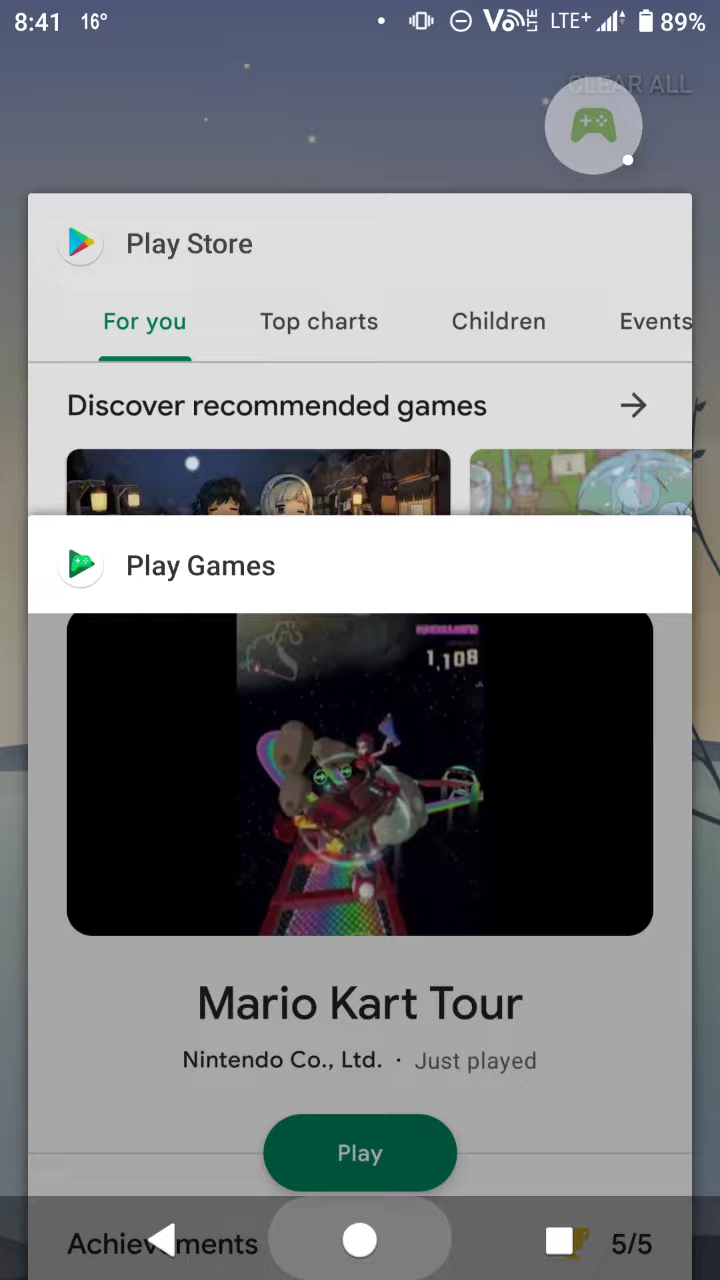 8:41 16° VoLTE LTE+ 89%
CLEAR ALL
Play Store
For you Top charts Children Events
Discover recommended games
Play Games
1,108
Mario Kart Tour
Nintendo Co., Ltd. · Just played
Play
Achievements 5/5